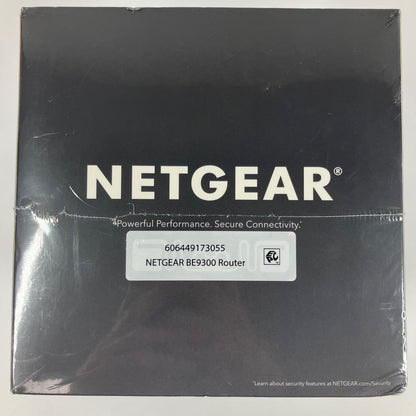 NETGEAR®
Powerful Performance. Secure Connectivity.*
606449173055
NETGEAR BE9300 Router
*Learn about security features at NETGEAR.com/Security